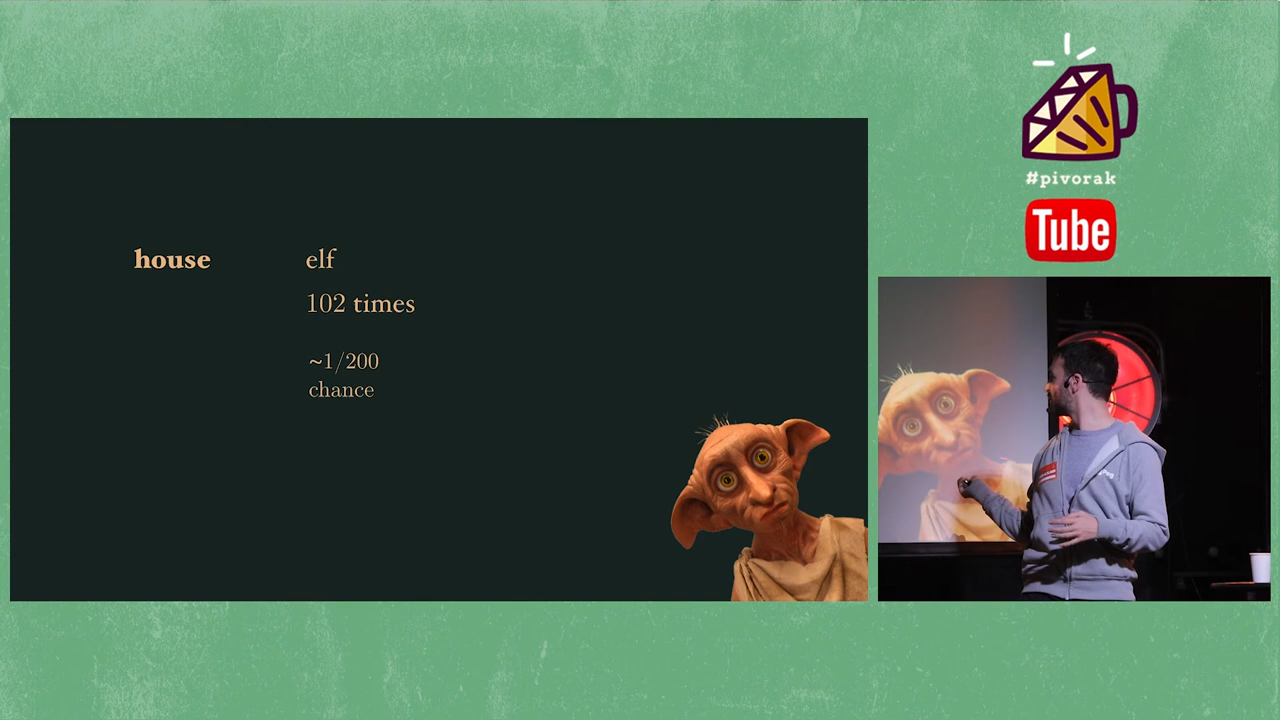 #pivorak
Tube
house elf
102 times
~1/200
chance